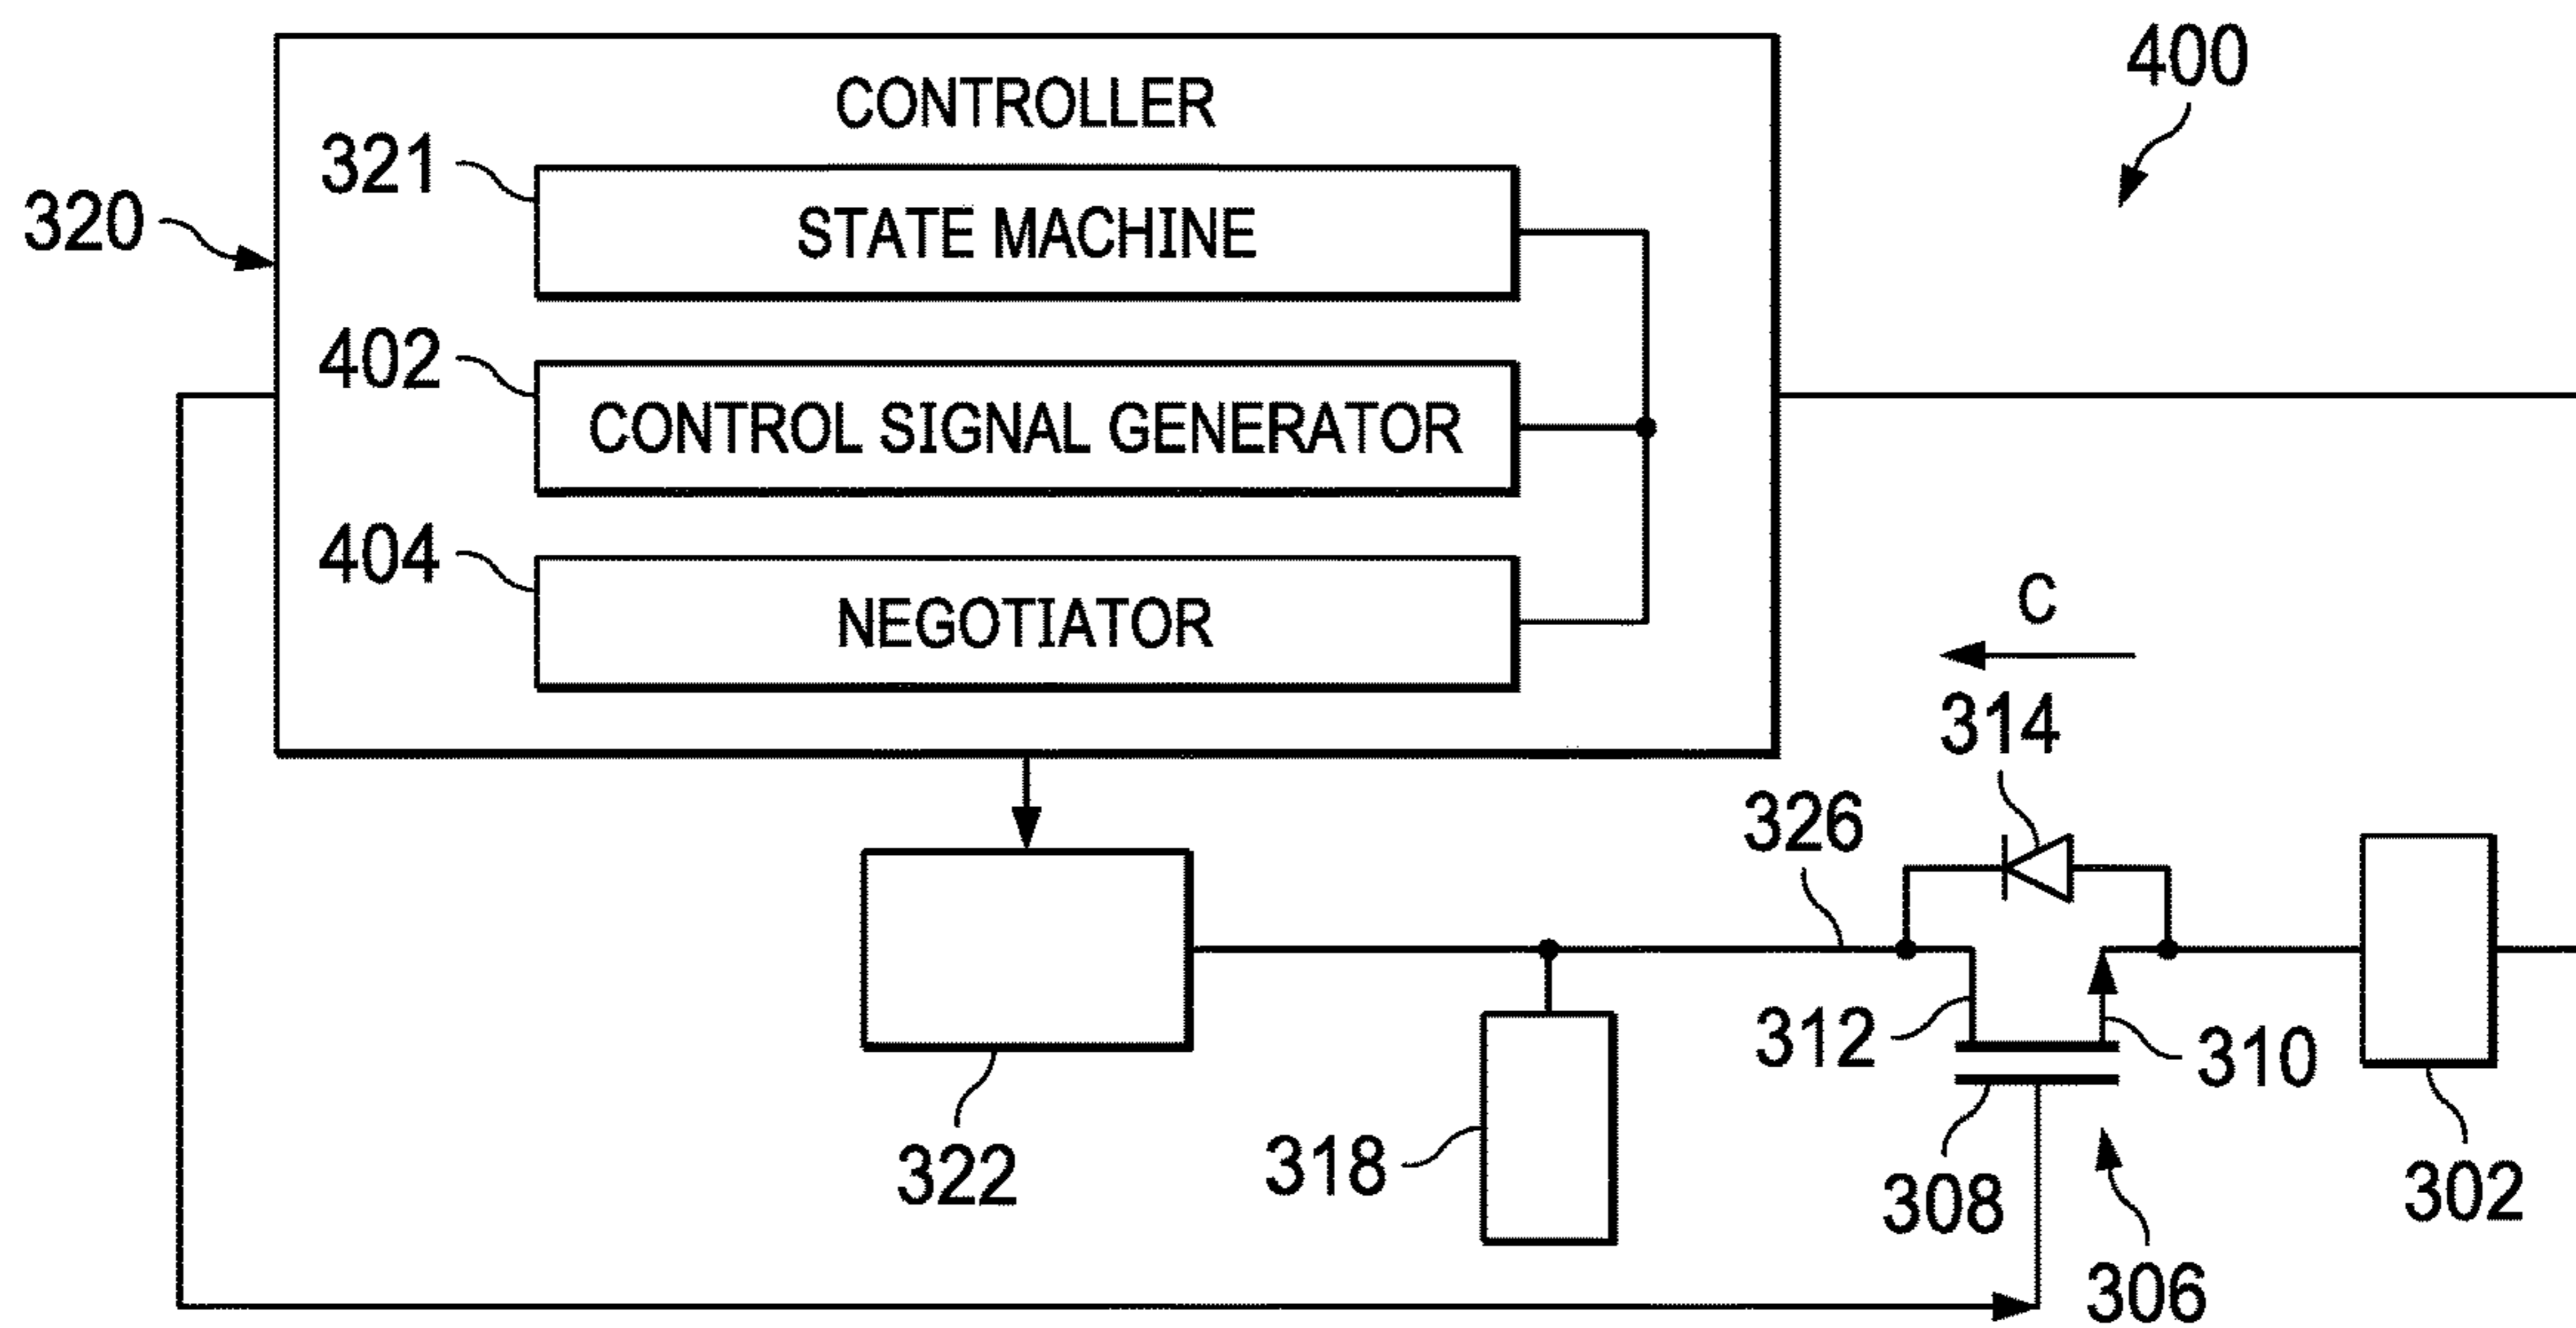 400
CONTROLLER
321
320
STATE MACHINE
402
CONTROL SIGNAL GENERATOR
404
NEGOTIATOR
C
314
326
312
310
322
318
308
302
306